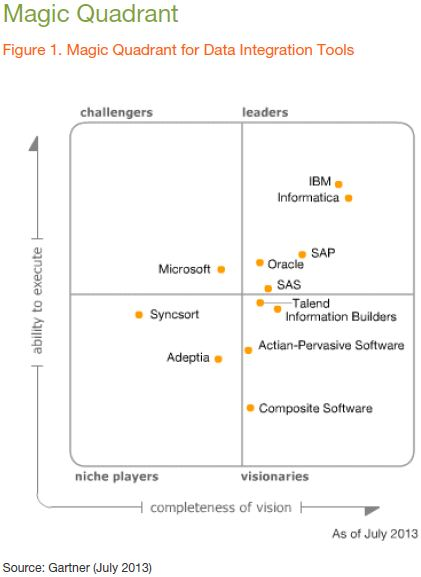 Magic Quadrant
Figure 1. Magic Quadrant for Data Integration Tools
challengers
leaders
IBM
Informatica
SAP
Oracle
Microsoft
SAS
Talend
Syncsort
Information Builders
Actian-Pervasive Software
Adeptia
Composite Software
ability to execute
niche players
visionaries
completeness of vision
As of July 2013
Source: Gartner (July 2013)